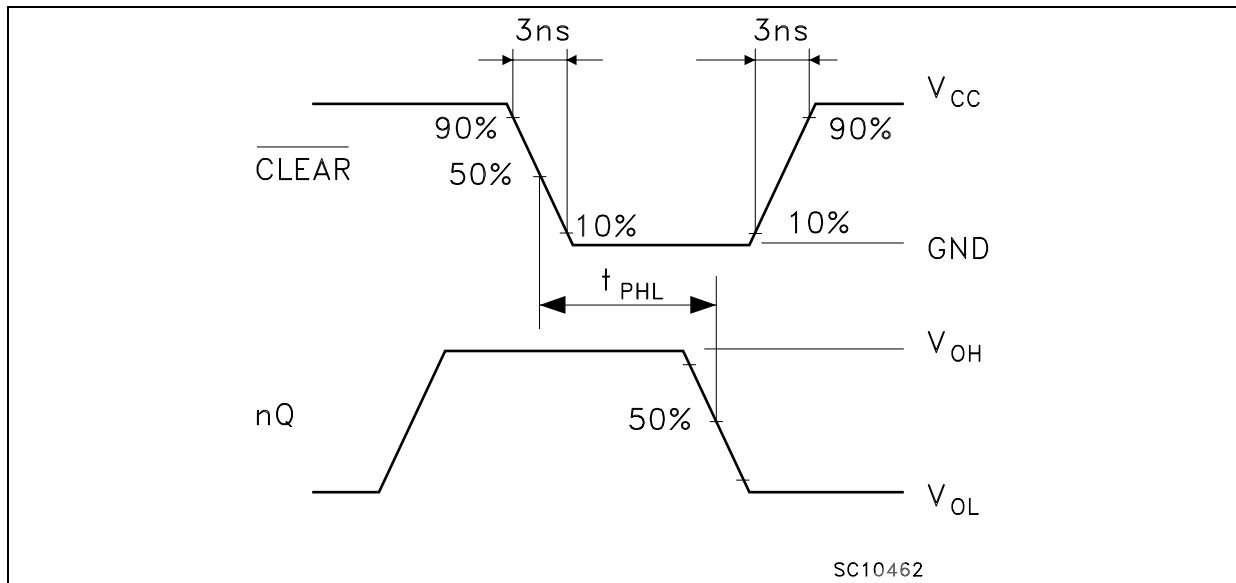 3ns 3ns
V_CC
90% 90%
CLEAR
50%
10% 10%
GND
t_PHL
V_OH
nQ
50%
V_OL
SC10462